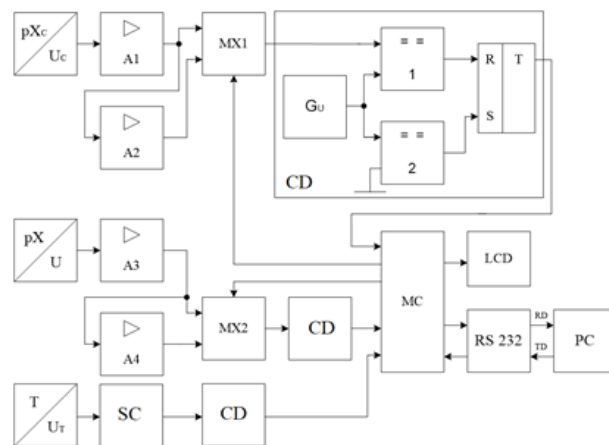 pXC
UC
A1
MX1
A2
GU
= =
1
= =
2
R T
S
CD
pX
U
A3
A4
MX2
CD
MC
LCD
RS 232
RD
TD
PC
T
UT
SC
CD